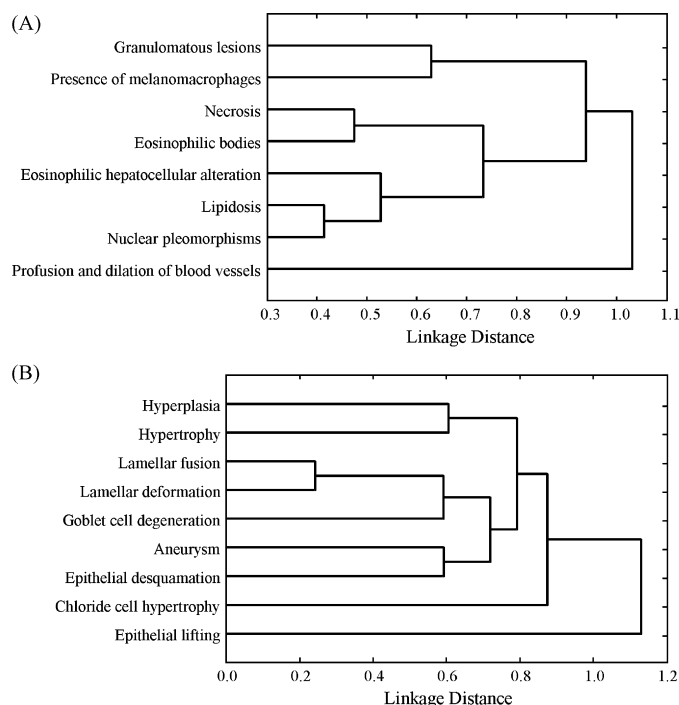 (A)
Granulomatous lesions
Presence of melanomacrophages
Necrosis
Eosinophilic bodies
Eosinophilic hepatocellular alteration
Lipidosis
Nuclear pleomorphisms
Profusion and dilation of blood vessels
0.3 0.4 0.5 0.6 0.7 0.8 0.9 1.0 1.1
Linkage Distance
(B)
Hyperplasia
Hypertrophy
Lamellar fusion
Lamellar deformation
Goblet cell degeneration
Aneurysm
Epithelial desquamation
Chloride cell hypertrophy
Epithelial lifting
0.0 0.2 0.4 0.6 0.8 1.0 1.2
Linkage Distance